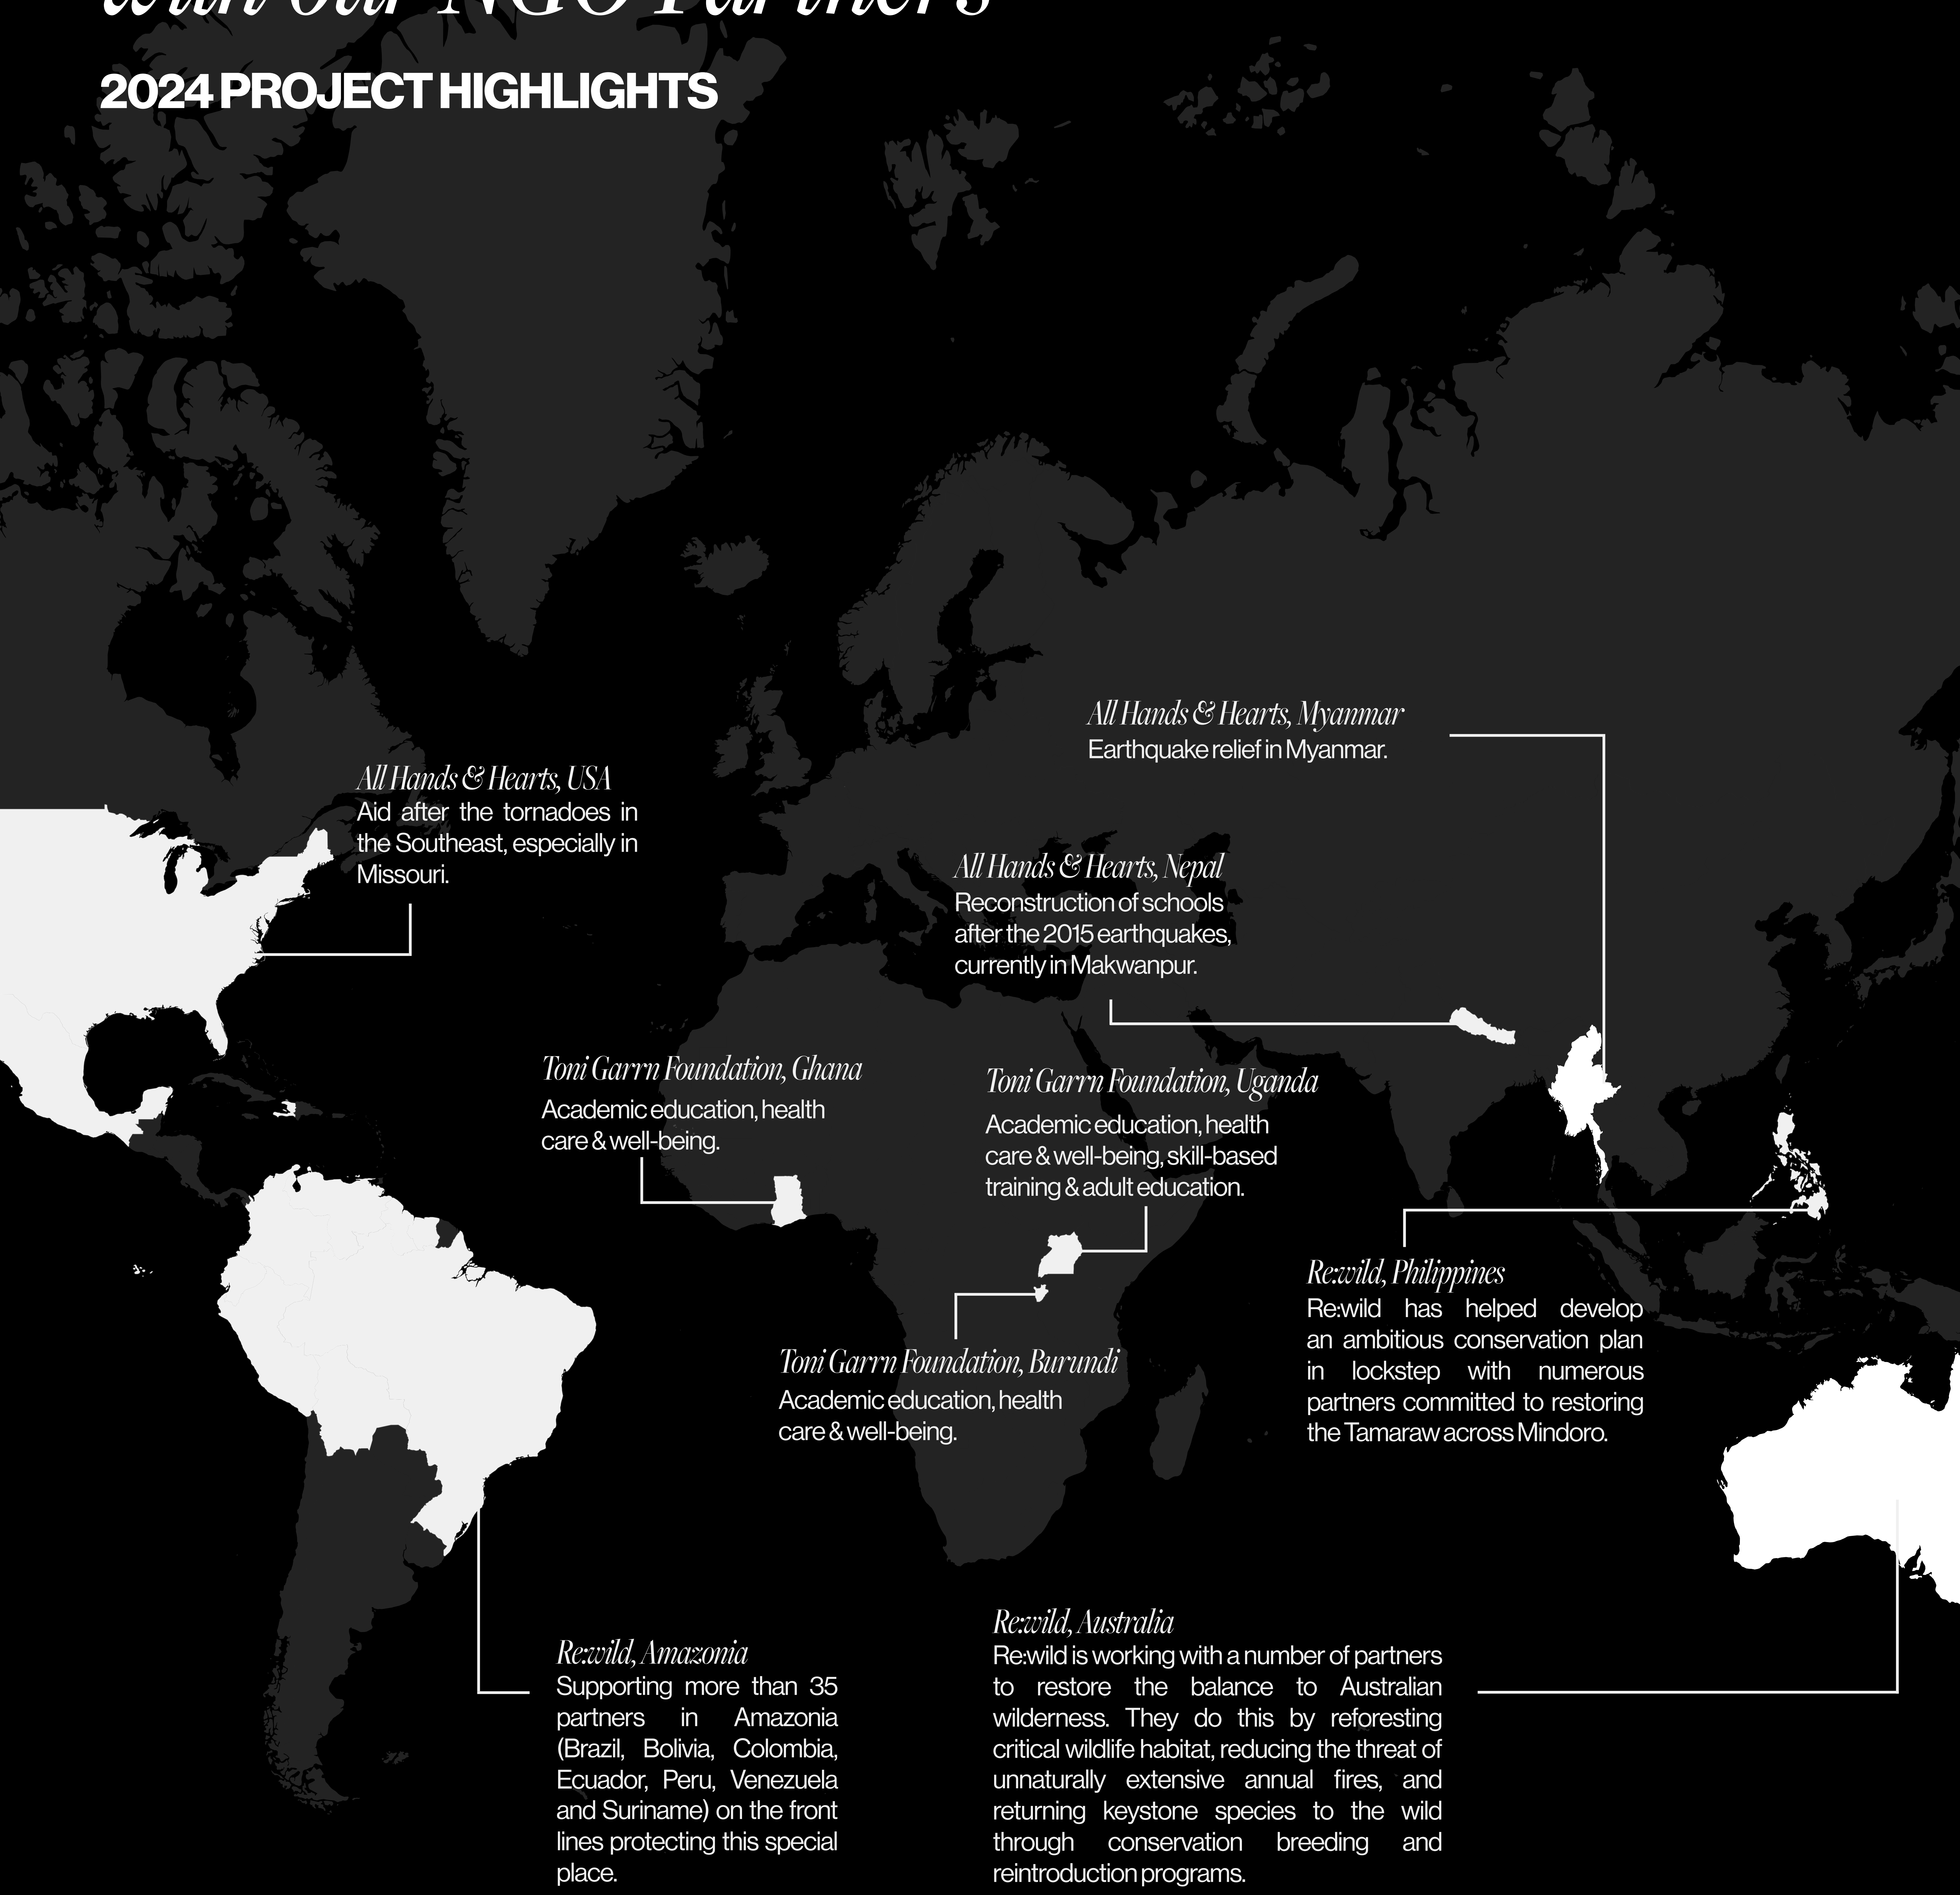 with our NGO Partners
2024 PROJECT HIGHLIGHTS
All Hands & Hearts, Myanmar
Earthquake relief in Myanmar.
All Hands & Hearts, USA
Aid after the tornadoes in
the Southeast, especially in
Missouri.
All Hands & Hearts, Nepal
Reconstruction of schools
after the 2015 earthquakes,
currently in Makwanpur.
Toni Garrn Foundation, Ghana
Academic education, health
care & well-being.
Toni Garrn Foundation, Uganda
Academic education, health
care & well-being, skill-based
training & adult education.
Re:wild, Philippines
Re:wild has helped develop
an ambitious conservation plan
in lockstep with numerous
partners committed to restoring
the Tamaraw across Mindoro.
Toni Garrn Foundation, Burundi
Academic education, health
care & well-being.
Re:wild, Amazonia
Supporting more than 35
partners in Amazonia
(Brazil, Bolivia, Colombia,
Ecuador, Peru, Venezuela
and Suriname) on the front
lines protecting this special
place.
Re:wild, Australia
Re:wild is working with a number of partners
to restore the balance to Australian
wilderness. They do this by reforesting
critical wildlife habitat, reducing the threat of
unnaturally extensive annual fires, and
returning keystone species to the wild
through conservation breeding and
reintroduction programs.